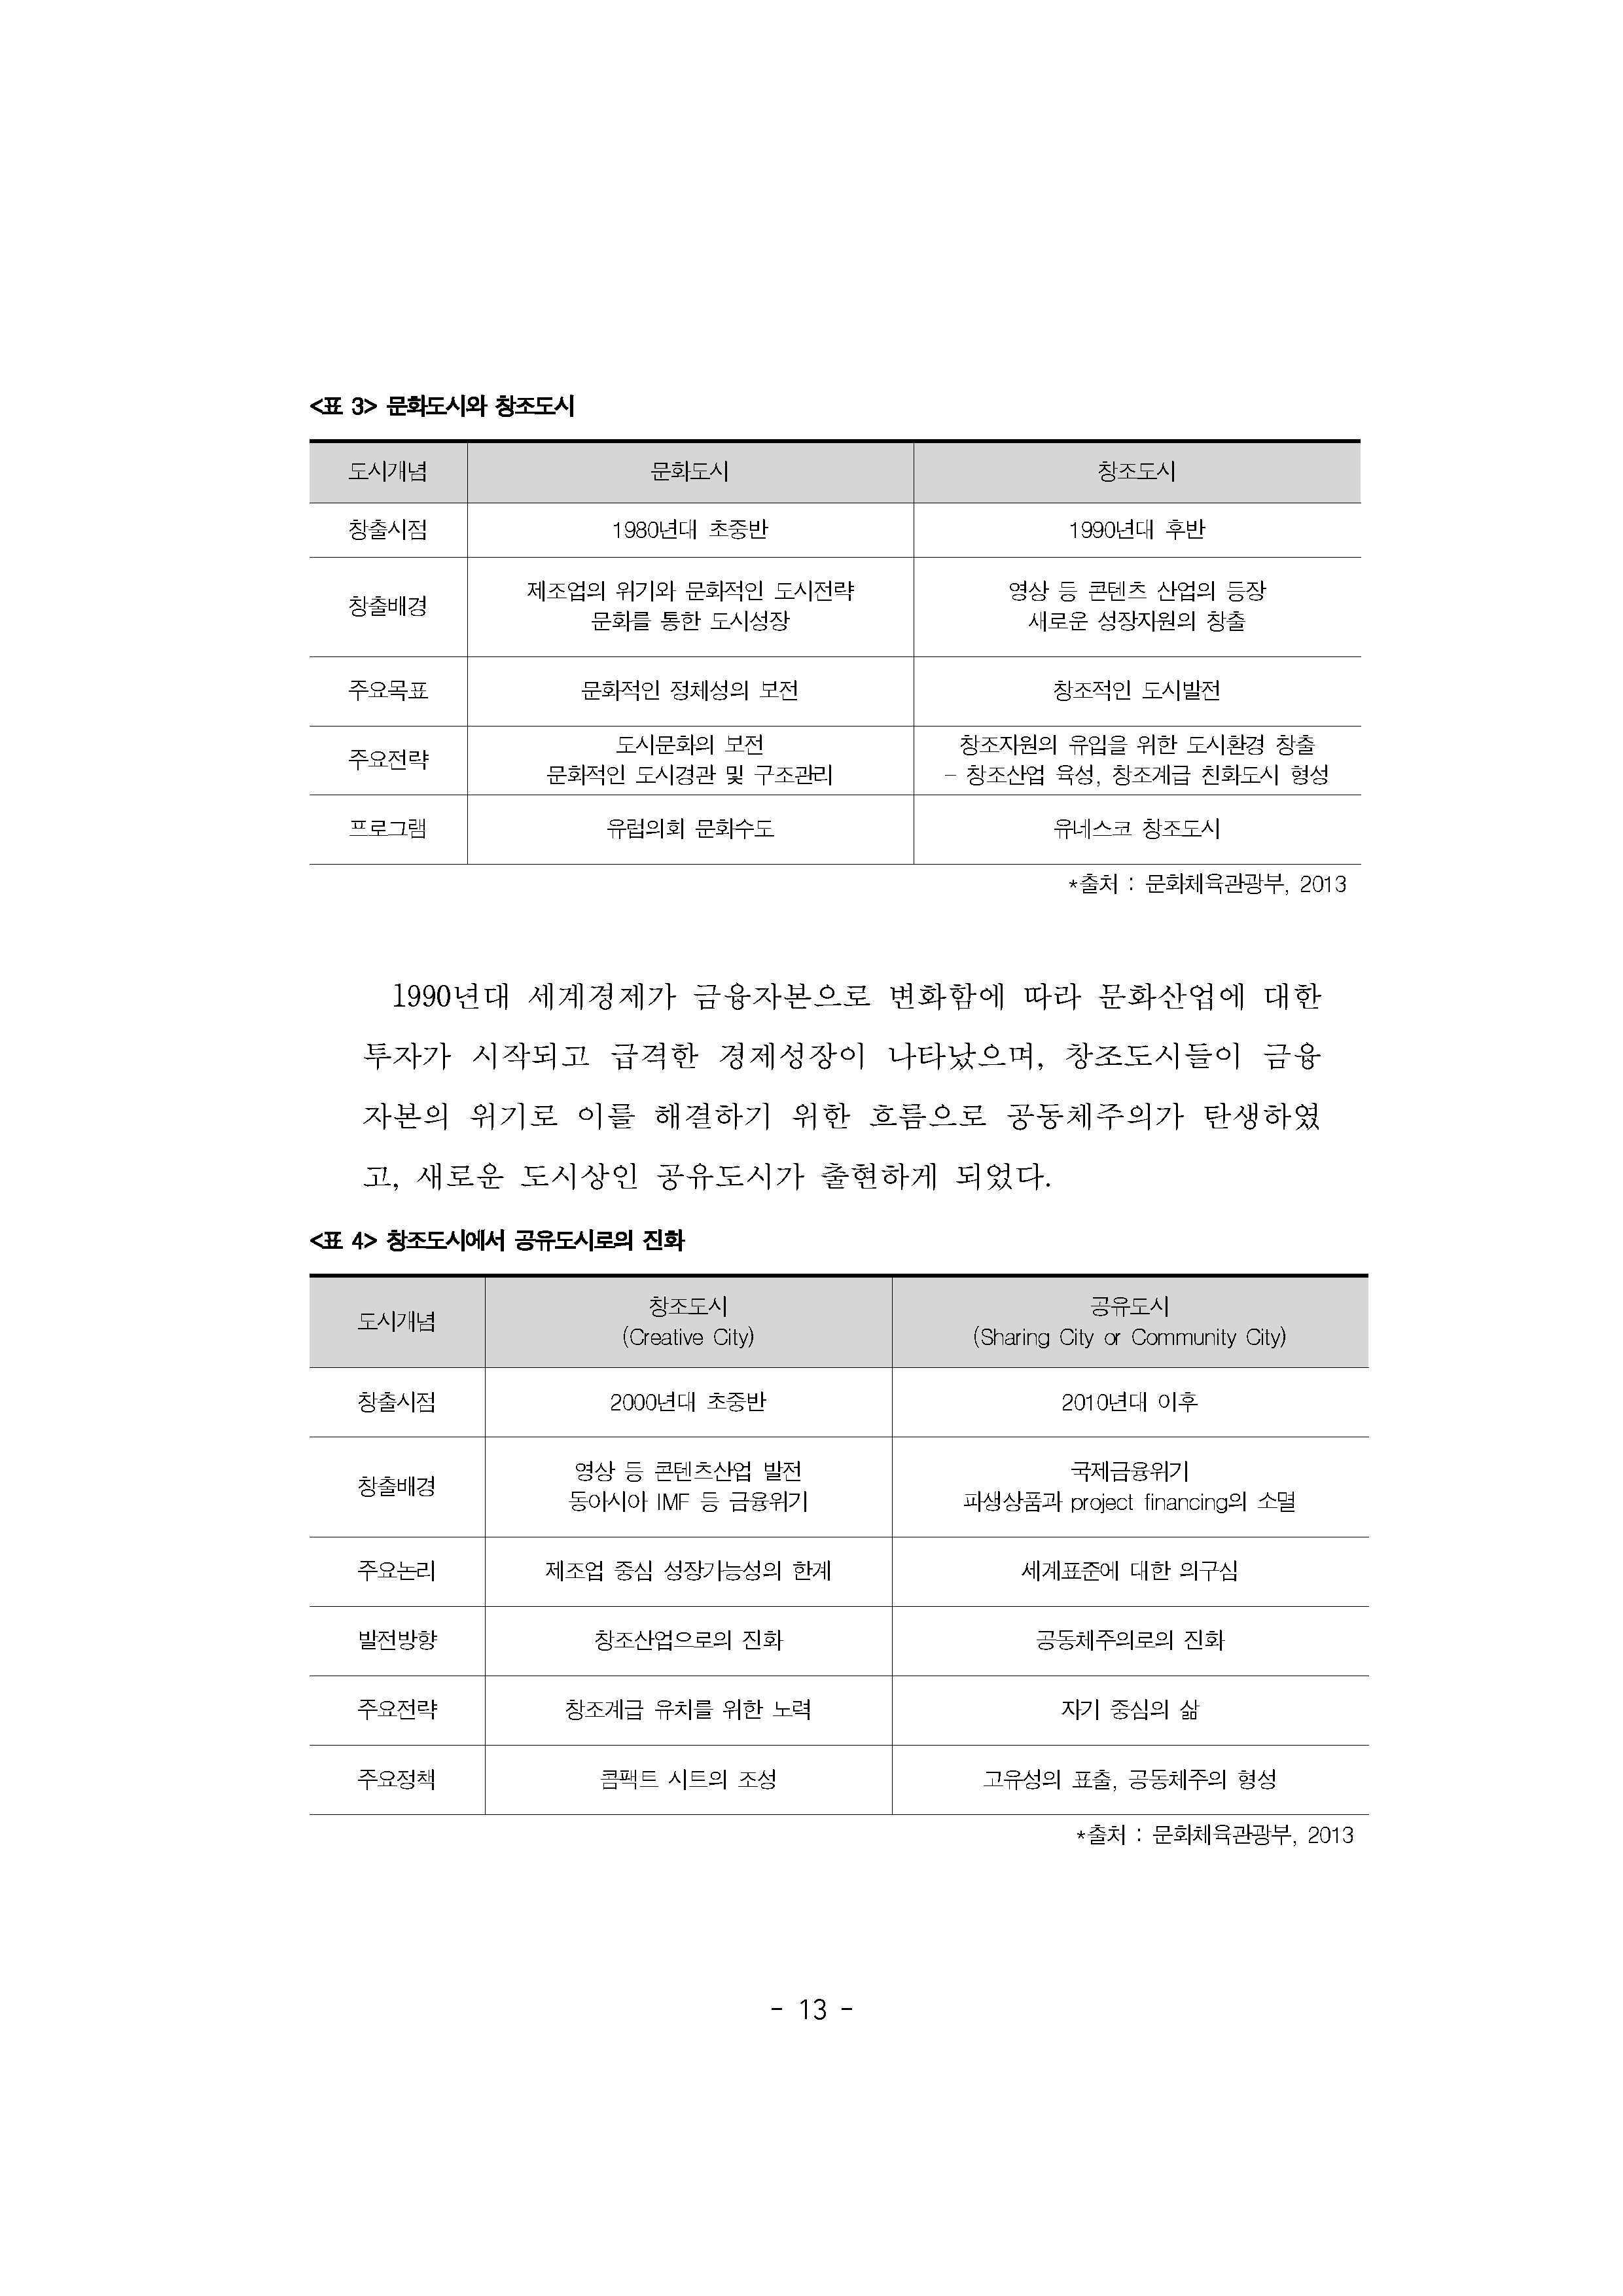 <표 3> 문화도시와 창조도시
도시개념 문화도시 창조도시
창출시점 1980년대 초중반 1990년대 후반
창출배경 제조업의 위기와 문화적인 도시전략 영상 등 콘텐츠 산업의 등장
문화를 통한 도시성장 새로운 성장자원의 창출
주요목표 문화적인 정체성의 보전 창조적인 도시발전
주요전략 도시문화의 보전 창조자원의 유입을 위한 도시환경 창출
문화적인 도시경관 및 구조관리 - 창조산업 육성, 창조계급 친화도시 형성
프로그램 유럽의회 문화수도 유네스코 창조도시
*출처 : 문화체육관광부, 2013
1990년대 세계경제가 금융자본으로 변화함에 따라 문화산업에 대한
투자가 시작되고 급격한 경제성장이 나타났으며, 창조도시들이 금융
자본의 위기로 이를 해결하기 위한 흐름으로 공동체주의가 탄생하였
고, 새로운 도시상인 공유도시가 출현하게 되었다.
<표 4> 창조도시에서 공유도시로의 진화
도시개념 창조도시 공유도시
(Creative City) (Sharing City or Community City)
창출시점 2000년대 초중반 2010년대 이후
창출배경 영상 등 콘텐츠산업 발전 국제금융위기
동아시아 IMF 등 금융위기 파생상품과 project financing의 소멸
주요논리 제조업 중심 성장가능성의 한계 세계표준에 대한 의구심
발전방향 창조산업으로의 진화 공동체주의로의 진화
주요전략 창조계급 유치를 위한 노력 자기 중심의 삶
주요정책 콤팩트 시트의 조성 고유성의 표출, 공동체주의 형성
*출처 : 문화체육관광부, 2013
- 13 -